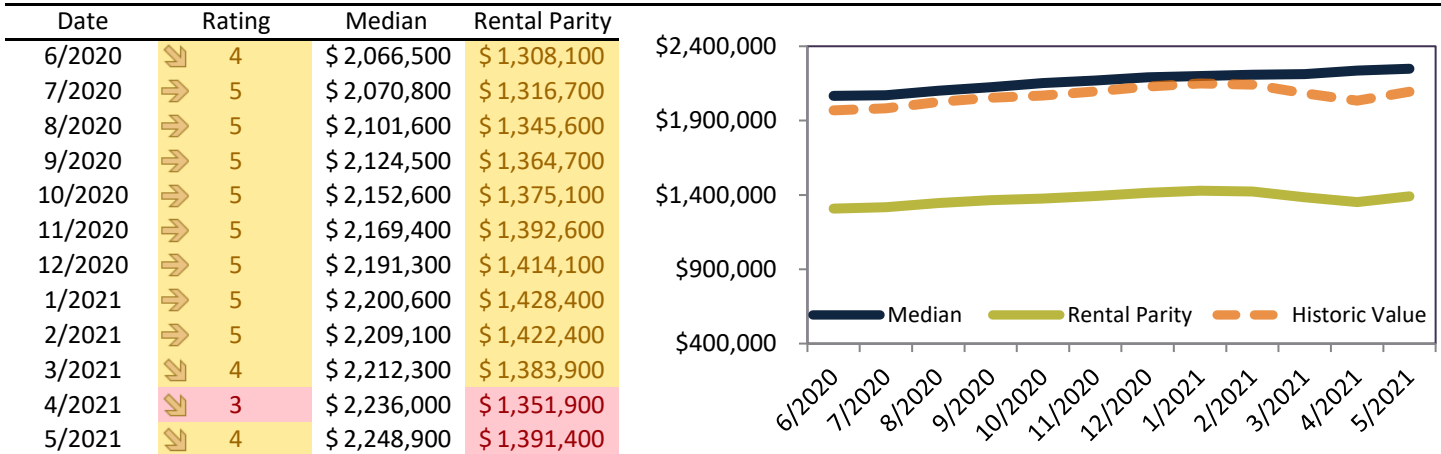 Date Rating Median Rental Parity
6/2020 4 $ 2,066,500 $ 1,308,100
7/2020 5 $ 2,070,800 $ 1,316,700
8/2020 5 $ 2,101,600 $ 1,345,600
9/2020 5 $ 2,124,500 $ 1,364,700
10/2020 5 $ 2,152,600 $ 1,375,100
11/2020 5 $ 2,169,400 $ 1,392,600
12/2020 5 $ 2,191,300 $ 1,414,100
1/2021 5 $ 2,200,600 $ 1,428,400
2/2021 5 $ 2,209,100 $ 1,422,400
3/2021 4 $ 2,212,300 $ 1,383,900
4/2021 3 $ 2,236,000 $ 1,351,900
5/2021 4 $ 2,248,900 $ 1,391,400
$2,400,000
$1,900,000
$1,400,000
$900,000
$400,000
Median Rental Parity Historic Value
6/2020 7/2020 8/2020 9/2020 10/2020 11/2020 12/2020 1/2021 2/2021 3/2021 4/2021 5/2021